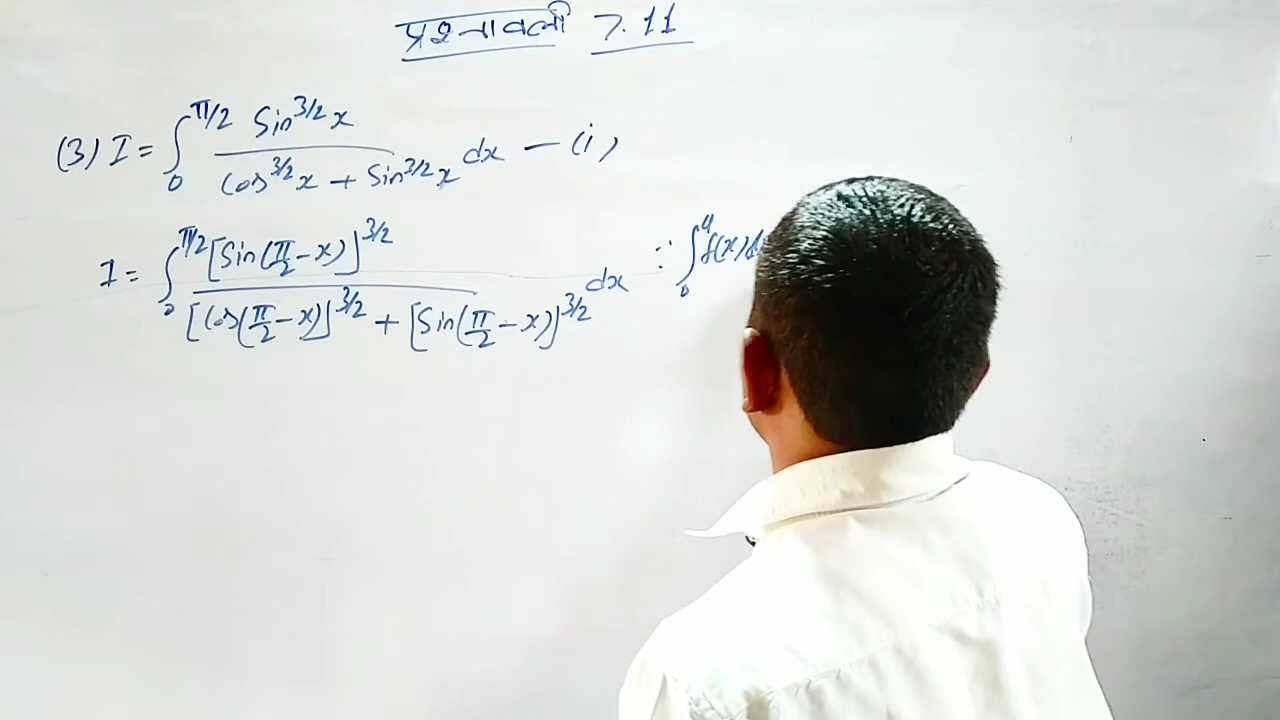 प्रश्नावली 7.11
(3) I = ∫₀^{π/2} Sin^{3/2}x / (Cos^{3/2}x + Sin^{3/2}x) dx — (i)
I = ∫₀^{π/2} [Sin(π/2 - x)]^{3/2} / ([Cos(π/2 - x)]^{3/2} + [Sin(π/2 - x)]^{3/2}) dx ∵ ∫₀^a f(x)